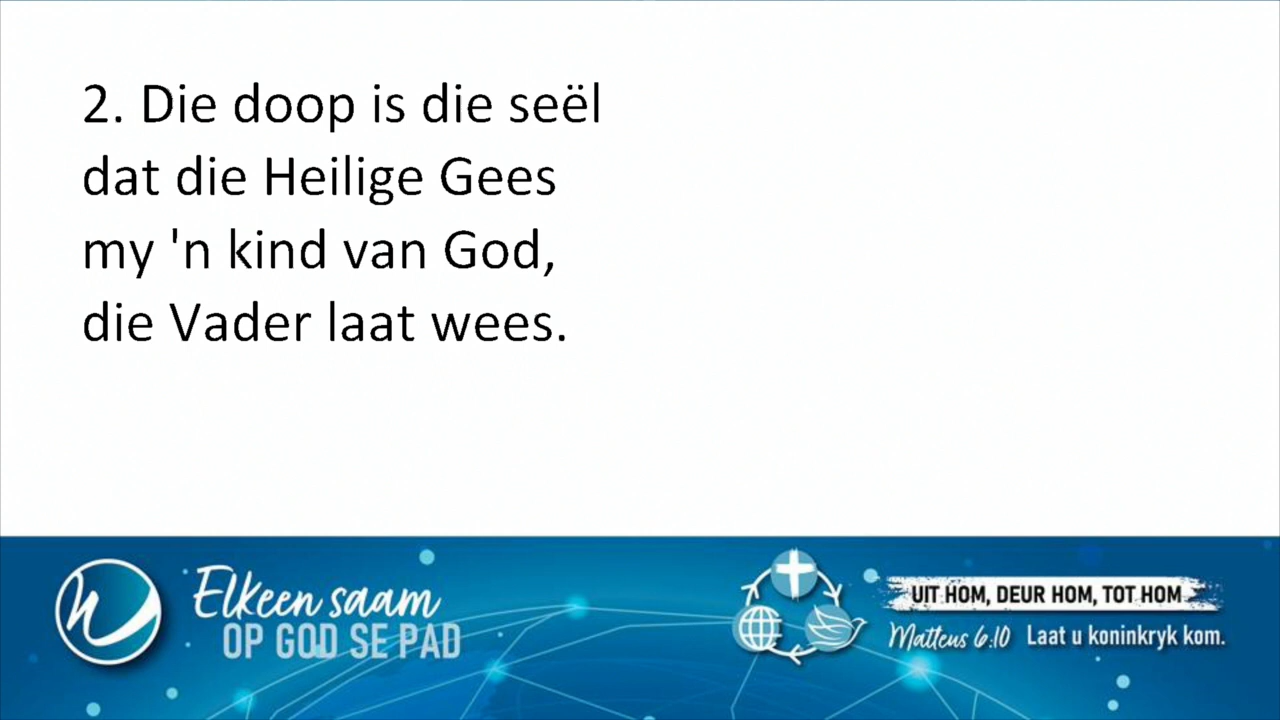 2. Die doop is die seël
dat die Heilige Gees
my 'n kind van God,
die Vader laat wees.
Elkeen saam
OP GOD SE PAD
UIT HOM, DEUR HOM, TOT HOM
Matteus 6:10 Laat u koninkryk kom.